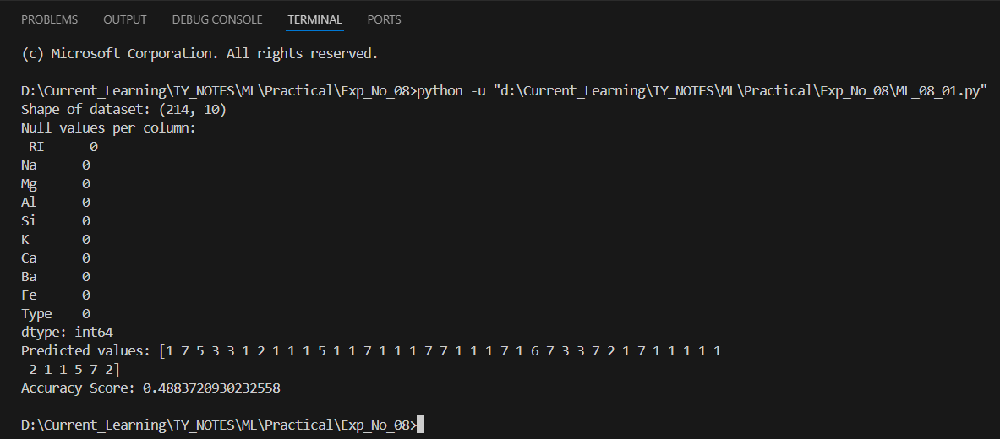 PROBLEMS OUTPUT DEBUG CONSOLE TERMINAL PORTS
(c) Microsoft Corporation. All rights reserved.
D:\Current_Learning\TY_NOTES\ML\Practical\Exp_No_08>python -u "d:\Current_Learning\TY_NOTES\ML\Practical\Exp_No_08\ML_08_01.py"
Shape of dataset: (214, 10)
Null values per column:
RI 0
Na 0
Mg 0
Al 0
Si 0
K 0
Ca 0
Ba 0
Fe 0
Type 0
dtype: int64
Predicted values: [1 7 5 3 3 1 2 1 1 1 5 1 1 7 1 1 1 7 7 1 1 1 7 1 6 7 3 3 7 2 1 7 1 1 1 1 1
2 1 1 5 7 2]
Accuracy Score: 0.4883720930232558
D:\Current_Learning\TY_NOTES\ML\Practical\Exp_No_08>